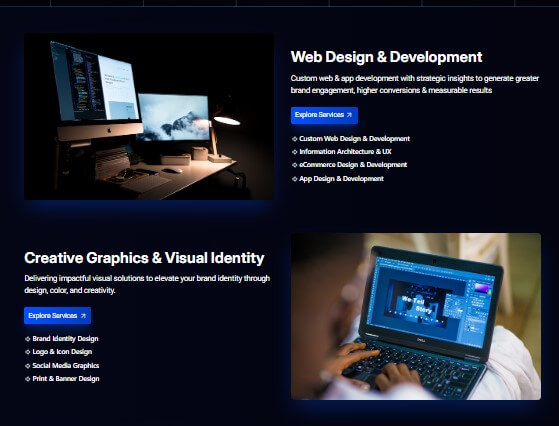 Web Design & Development
Custom web & app development with strategic insights to generate greater
brand engagement, higher conversions & measurable results
Explore Services
Custom Web Design & Development
Information Architecture & UX
eCommerce Design & Development
App Design & Development
Creative Graphics & Visual Identity
Delivering impactful visual solutions to elevate your brand identity through
design, color, and creativity.
Explore Services
Brand Identity Design
Logo & Icon Design
Social Media Graphics
Print & Banner Design
We Tell
Story
DELL